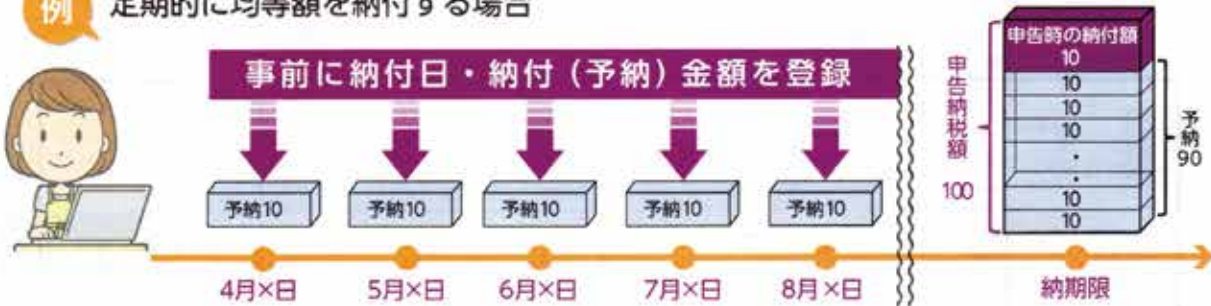 例 定期的に均等額を納付する場合
事前に納付日・納付(予納)金額を登録
予納10 予納10 予納10 予納10 予納10
4月×日 5月×日 6月×日 7月×日 8月×日
申告納税額
100
申告時の納付額
10
10
10
10
・
・
10
10
予納
90
納期限